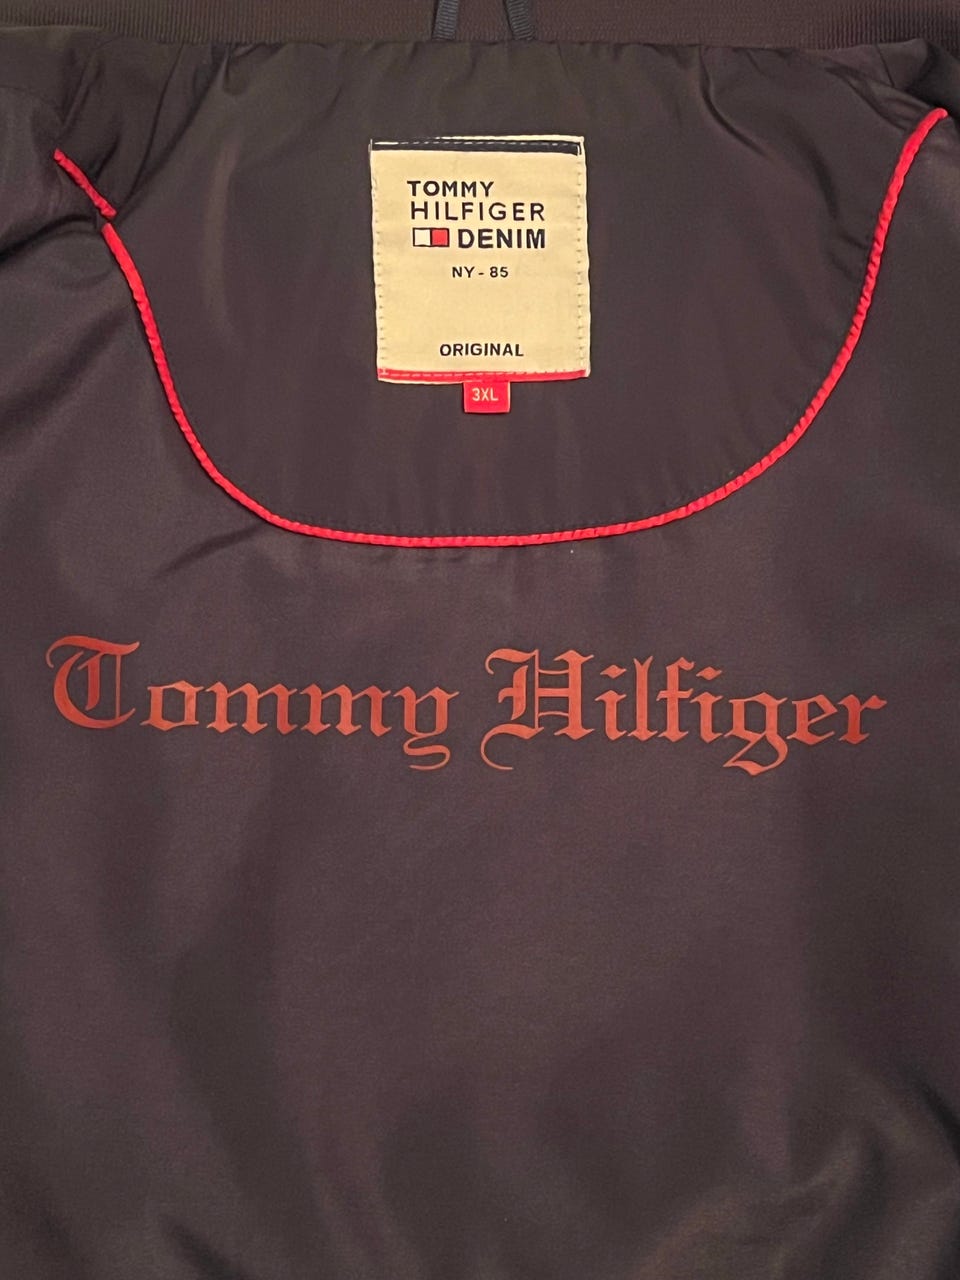 TOMMY
HILFIGER
DENIM
NY - 85
ORIGINAL
3XL
Tommy Hilfiger